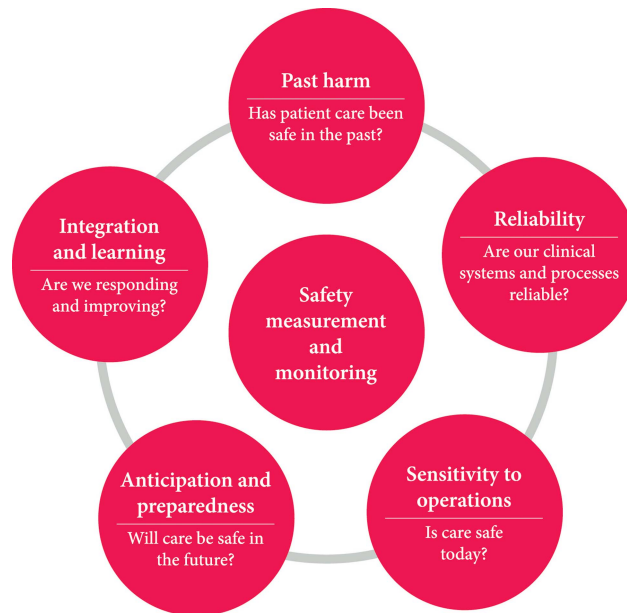 Past harm
Has patient care been
safe in the past?
Integration
and learning
Are we responding
and improving?
Reliability
Are our clinical
systems and processes
reliable?
Safety
measurement
and
monitoring
Anticipation and
preparedness
Will care be safe in
the future?
Sensitivity to
operations
Is care safe
today?